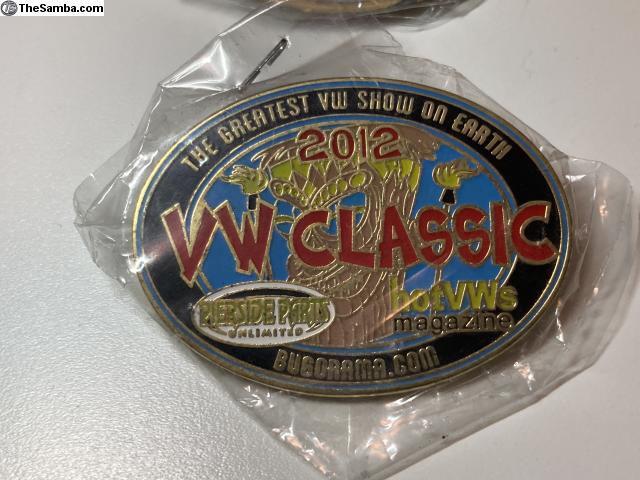 TheSamba.com
THE GREATEST VW SHOW ON EARTH
2012
VW CLASSIC
PIERSIDE PARTS
UNLIMITED
hotVWs
magazine
BUGORAMA.COM